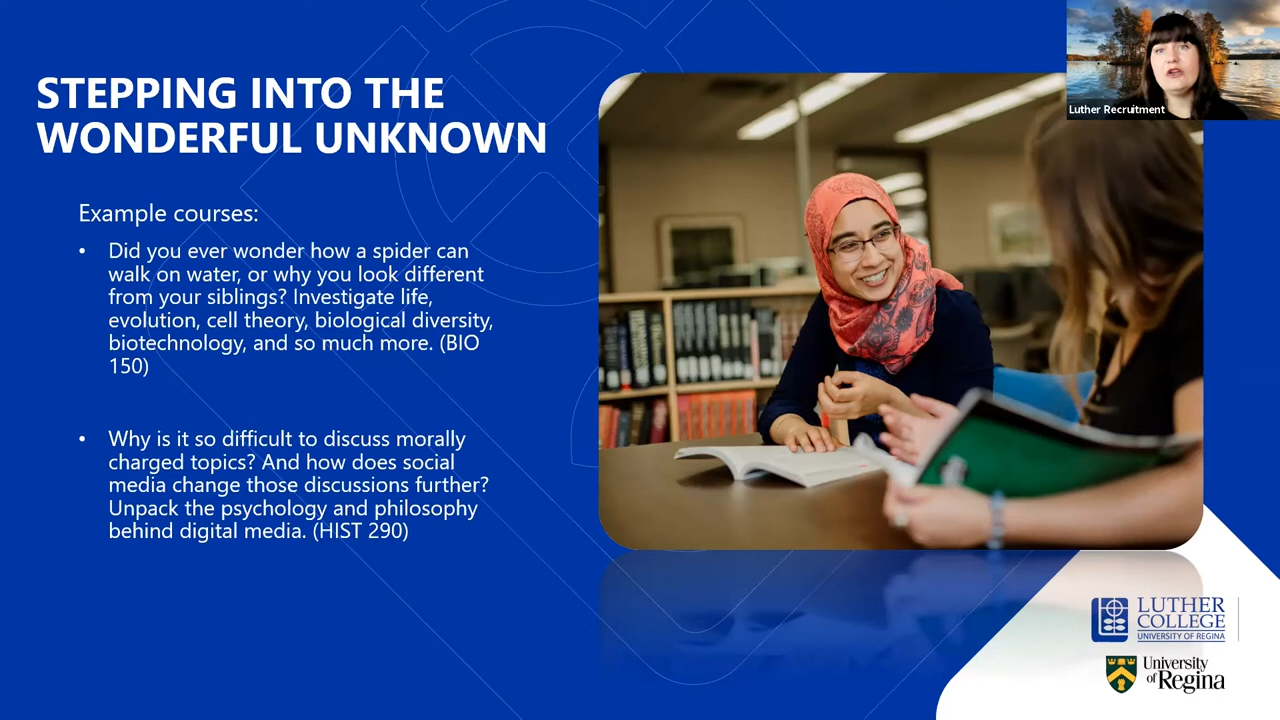 STEPPING INTO THE
WONDERFUL UNKNOWN
Example courses:
• Did you ever wonder how a spider can
walk on water, or why you look different
from your siblings? Investigate life,
evolution, cell theory, biological diversity,
biotechnology, and so much more. (BIO
150)
• Why is it so difficult to discuss morally
charged topics? And how does social
media change those discussions further?
Unpack the psychology and philosophy
behind digital media. (HIST 290)
Luther Recruitment
LUTHER
COLLEGE
UNIVERSITY OF REGINA
University
of Regina